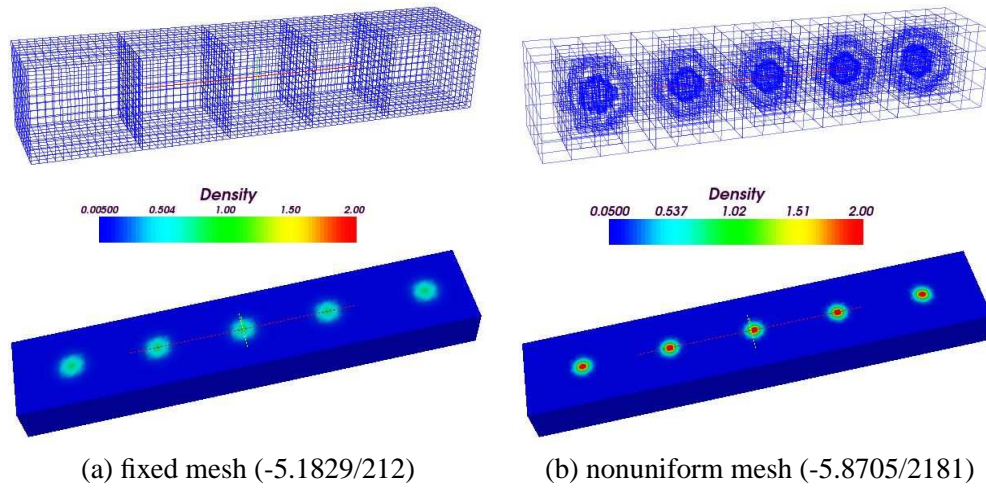 Density
0.00500 0.504 1.00 1.50 2.00
Density
0.0500 0.537 1.02 1.51 2.00
(a) fixed mesh (-5.1829/212)
(b) nonuniform mesh (-5.8705/2181)